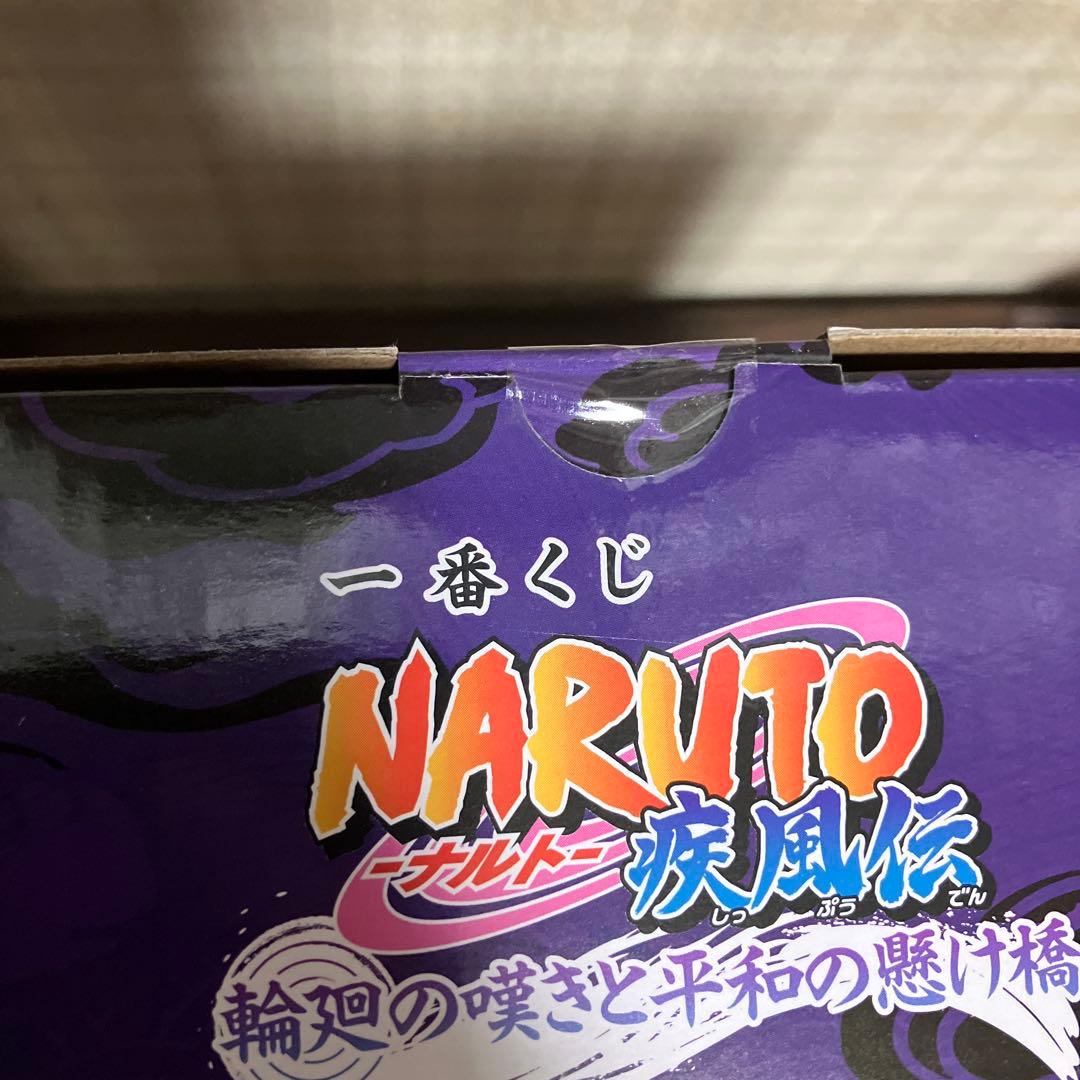 一番くじ
NARUTO
-ナルト-
疾風伝
しっぷうでん
輪廻の嘆きと平和の懸け橋